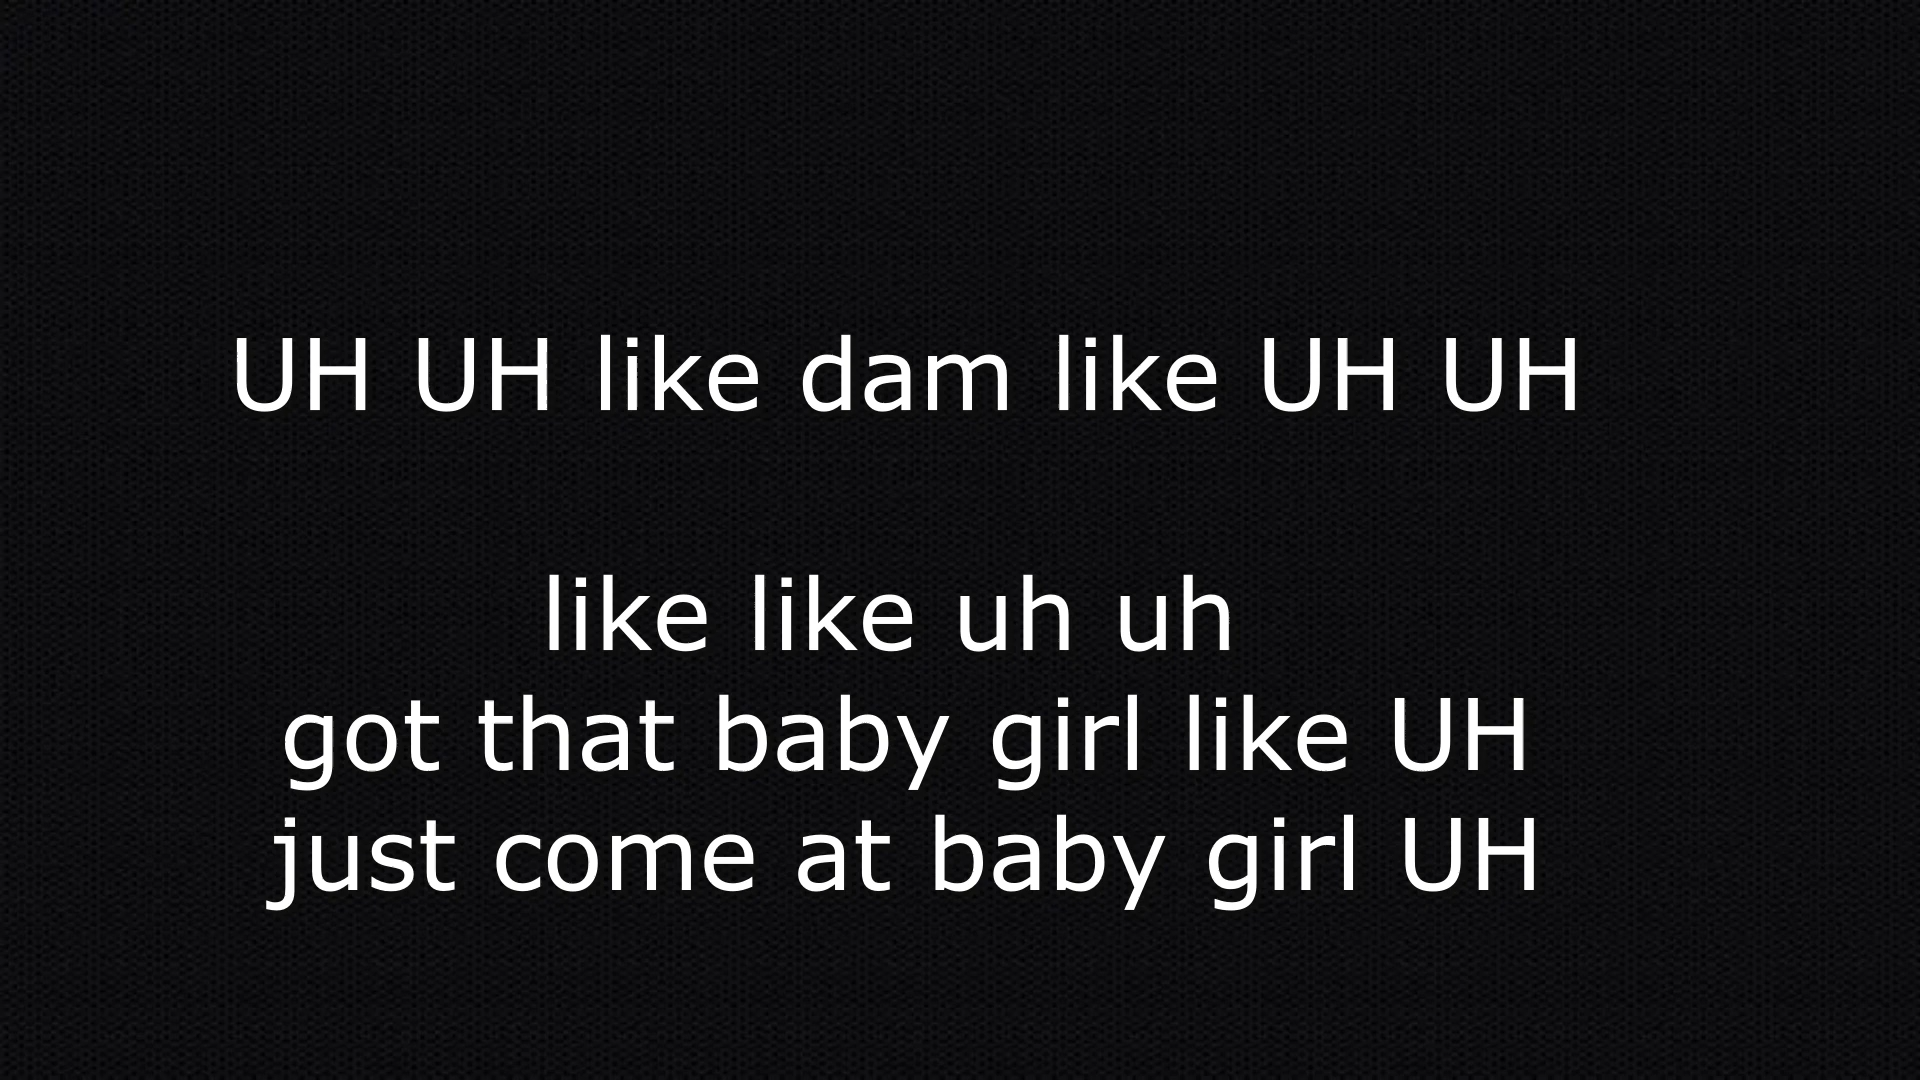 UH UH like dam like UH UH
like like uh uh
got that baby girl like UH
just come at baby girl UH